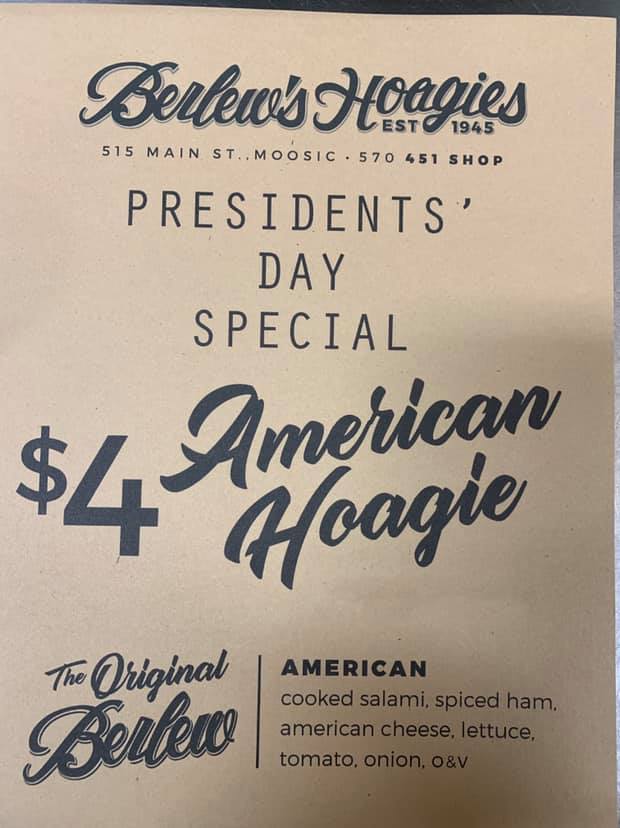 Berlew's Hoagies
EST 1945
515 MAIN ST., MOOSIC · 570 451 SHOP
PRESIDENTS'
DAY
SPECIAL
$4 American
Hoagie
The Original
Berlew
AMERICAN
cooked salami, spiced ham,
american cheese, lettuce,
tomato, onion, o&v